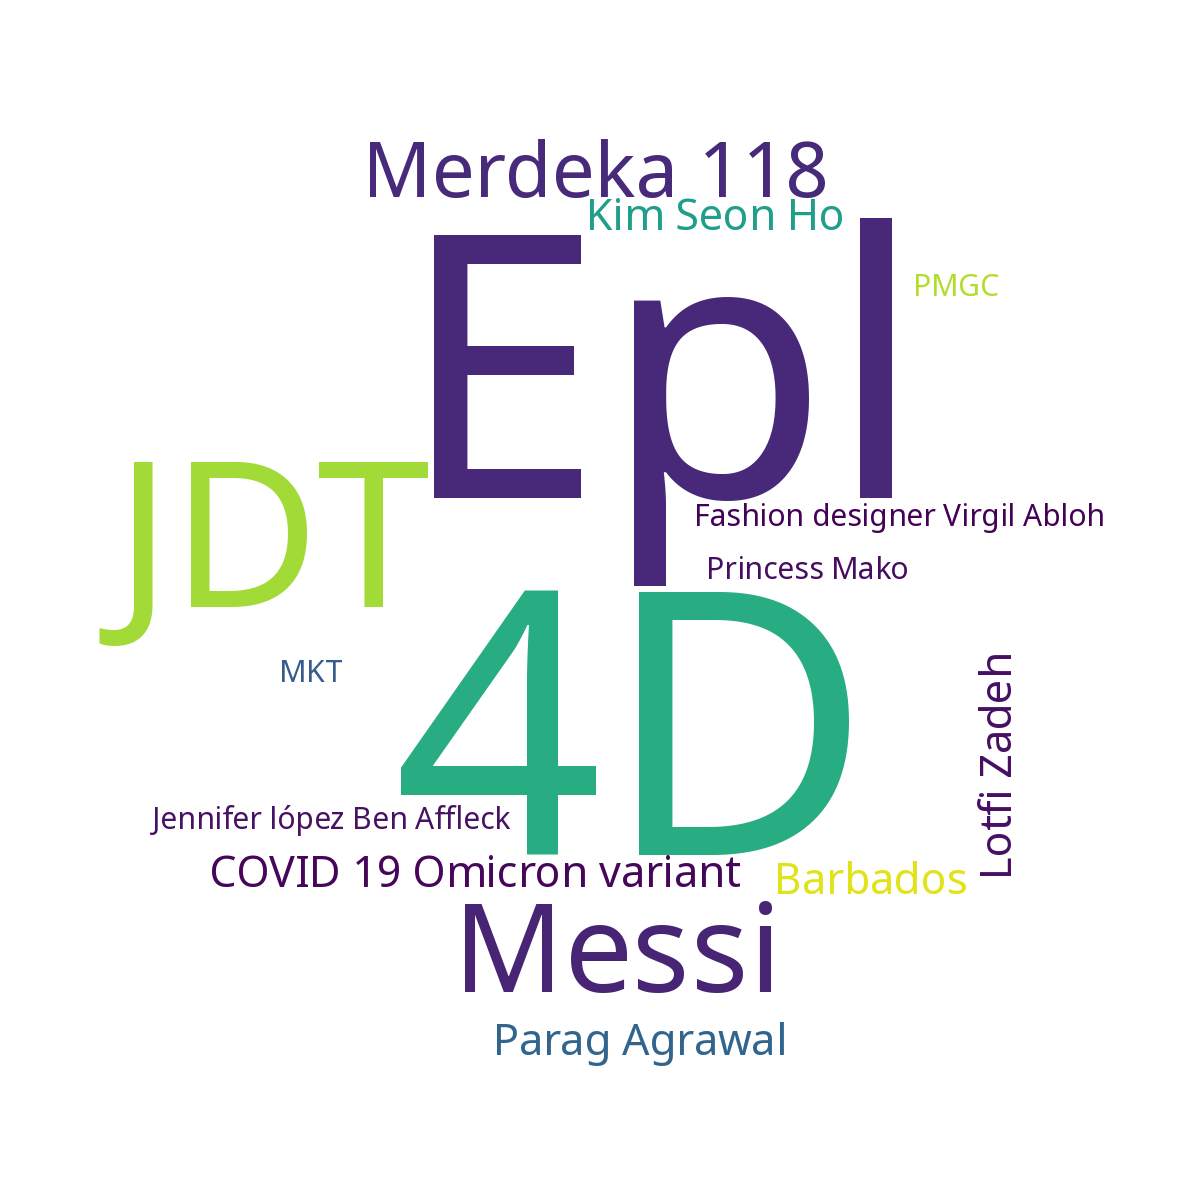 Merdeka 118
Kim Seon Ho
Epl
PMGC
JDT
Fashion designer Virgil Abloh
Princess Mako
4D
MKT
Lotfi Zadeh
Jennifer lópez Ben Affleck
COVID 19 Omicron variant
Barbados
Messi
Parag Agrawal